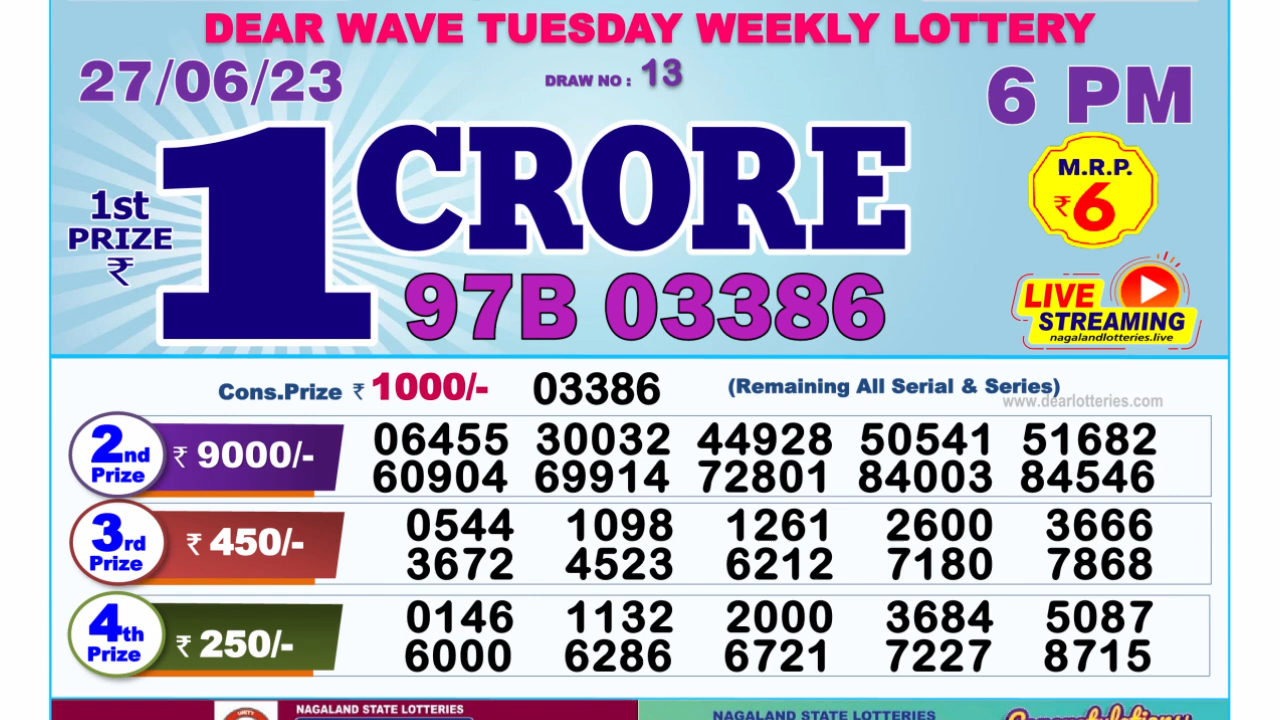 DEAR WAVE TUESDAY WEEKLY LOTTERY
27/06/23
DRAW NO : 13
6 PM
1st PRIZE ₹
1 CRORE
97B 03386
M.R.P.
₹6
LIVE STREAMING
nagalandlotteries.live
Cons.Prize ₹ 1000/- 03386 (Remaining All Serial & Series)
www.dearlotteries.com
2nd Prize ₹ 9000/-
06455 30032 44928 50541 51682
60904 69914 72801 84003 84546
3rd Prize ₹ 450/-
0544 1098 1261 2600 3666
3672 4523 6212 7180 7868
4th Prize ₹ 250/-
0146 1132 2000 3684 5087
6000 6286 6721 7227 8715
NAGALAND STATE LOTTERIES
NAGALAND STATE LOTTERIES